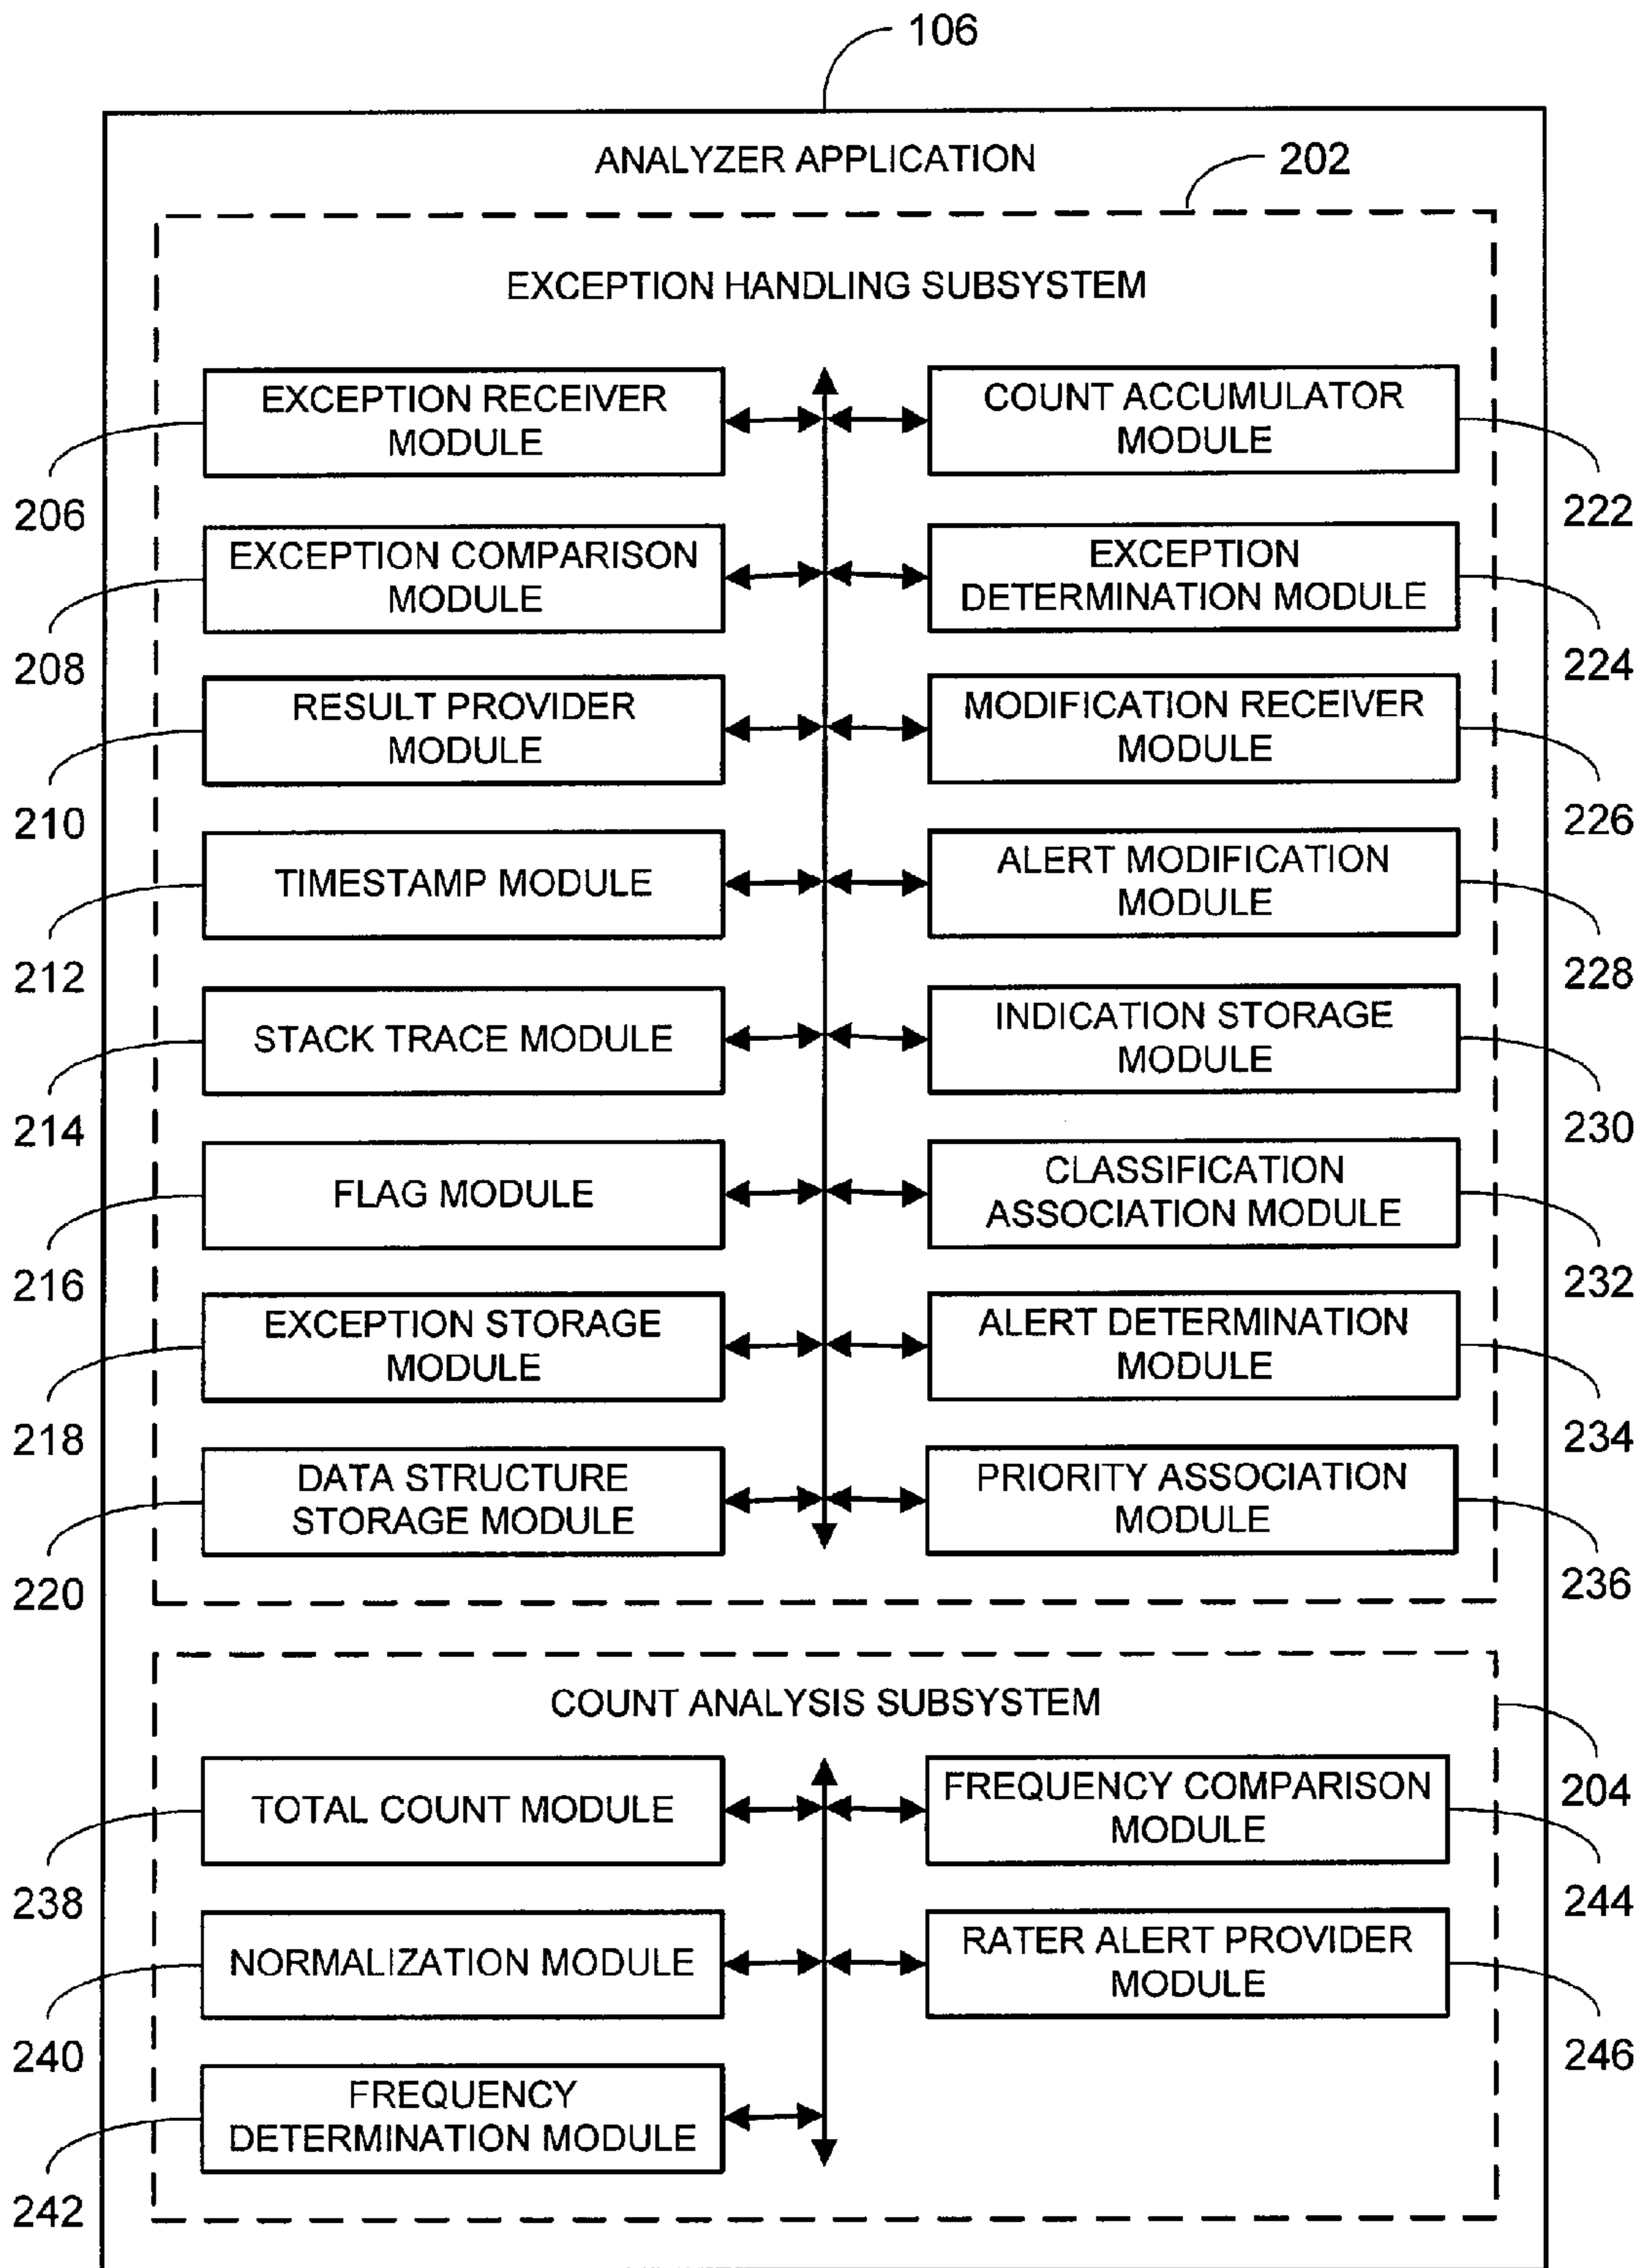 106
ANALYZER APPLICATION
202
EXCEPTION HANDLING SUBSYSTEM
EXCEPTION RECEIVER
MODULE
206
COUNT ACCUMULATOR
MODULE
222
EXCEPTION COMPARISON
MODULE
208
EXCEPTION
DETERMINATION MODULE
224
RESULT PROVIDER
MODULE
210
MODIFICATION RECEIVER
MODULE
226
TIMESTAMP MODULE
212
ALERT MODIFICATION
MODULE
228
STACK TRACE MODULE
214
INDICATION STORAGE
MODULE
230
FLAG MODULE
216
CLASSIFICATION
ASSOCIATION MODULE
232
EXCEPTION STORAGE
MODULE
218
ALERT DETERMINATION
MODULE
234
DATA STRUCTURE
STORAGE MODULE
220
PRIORITY ASSOCIATION
MODULE
236
COUNT ANALYSIS SUBSYSTEM
204
TOTAL COUNT MODULE
238
FREQUENCY COMPARISON
MODULE
244
NORMALIZATION MODULE
240
RATER ALERT PROVIDER
MODULE
246
FREQUENCY
DETERMINATION MODULE
242